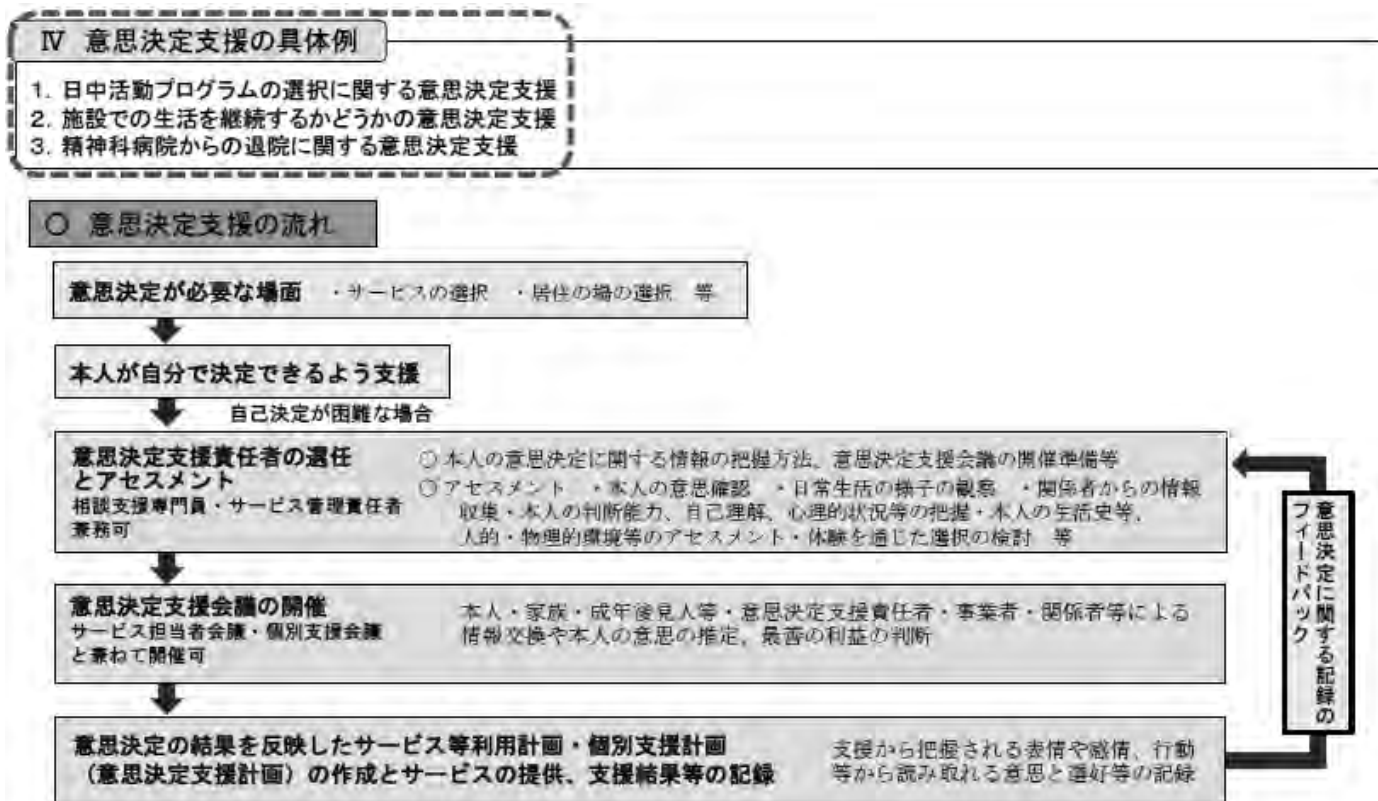 Ⅳ 意思決定支援の具体例
1. 日中活動プログラムの選択に関する意思決定支援
2. 施設での生活を継続するかどうかの意思決定支援
3. 精神科病院からの退院に関する意思決定支援
○ 意思決定支援の流れ
意思決定が必要な場面 ・サービスの選択 ・居住の場の選択 等
本人が自分で決定できるよう支援
自己決定が困難な場合
意思決定支援責任者の選任
とアセスメント
相談支援専門員・サービス管理責任者
兼務可
○本人の意思決定に関する情報の把握方法、意思決定支援会議の開催準備等
○アセスメント ・本人の意思確認 ・日常生活の様子の観察 ・関係者からの情報
収集・本人の判断能力、自己理解、心理的状況等の把握・本人の生活史等、
人的・物理的環境等のアセスメント・体験を通じた選択の検討 等
意思決定支援会議の開催
サービス担当者会議・個別支援会議
と兼ねて開催可
本人・家族・成年後見人等・意思決定支援責任者・事業者・関係者等による
情報交換や本人の意思の推定、最善の利益の判断
意思決定の結果を反映したサービス等利用計画・個別支援計画
（意思決定支援計画）の作成とサービスの提供、支援結果等の記録
支援から把握される表情や感情、行動
等から読み取れる意思と選好等の記録
意思決定に関する記録の
フィードバック